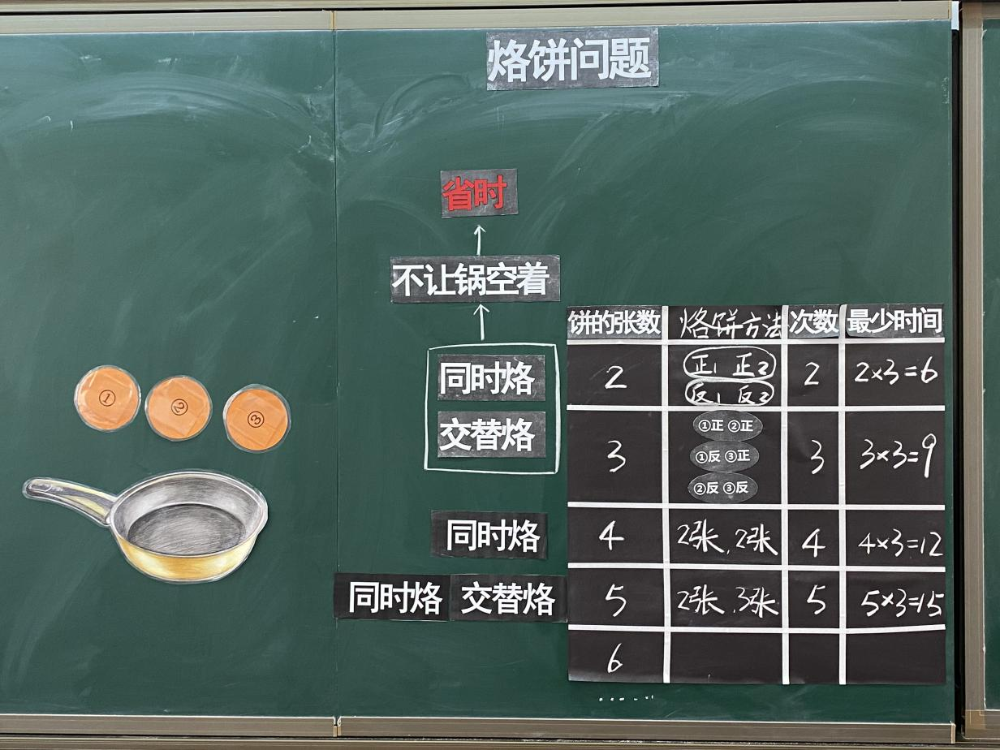 烙饼问题
省时
不让锅空着
同时烙
交替烙
同时烙
同时烙 交替烙
① ② ③
饼的张数 烙饼方法 次数 最少时间
2 正1 正2 反1 反2 2 2×3=6
3 ①正 ②正 ①反 ③正 ②反 ③反 3 3×3=9
4 2张、2张 4 4×3=12
5 2张、3张 5 5×3=15
6
……